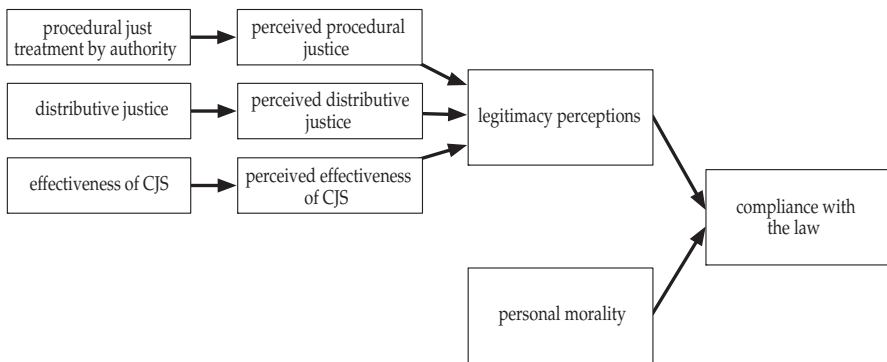 procedural just
treatment by authority
perceived procedural
justice
distributive justice
perceived distributive
justice
legitimacy perceptions
effectiveness of CJS
perceived effectiveness
of CJS
compliance with
the law
personal morality